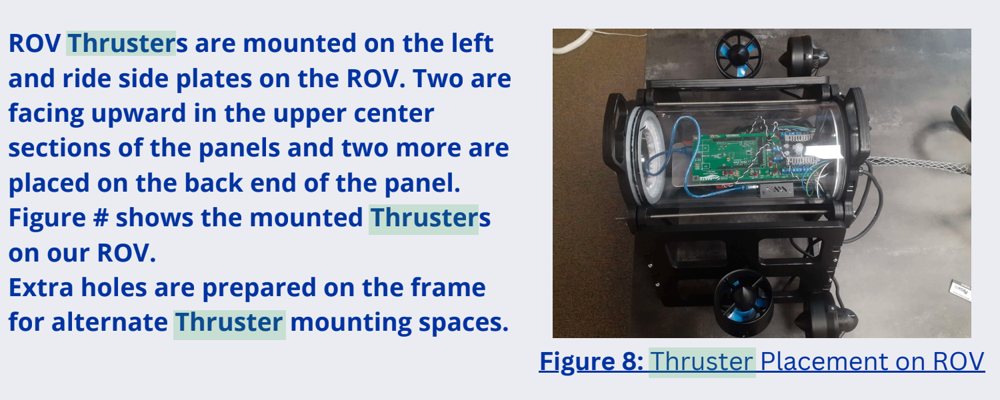 ROV Thrusters are mounted on the left
and ride side plates on the ROV. Two are
facing upward in the upper center
sections of the panels and two more are
placed on the back end of the panel.
Figure # shows the mounted Thrusters
on our ROV.
Extra holes are prepared on the frame
for alternate Thruster mounting spaces.
SeaMATE
Figure 8: Thruster Placement on ROV